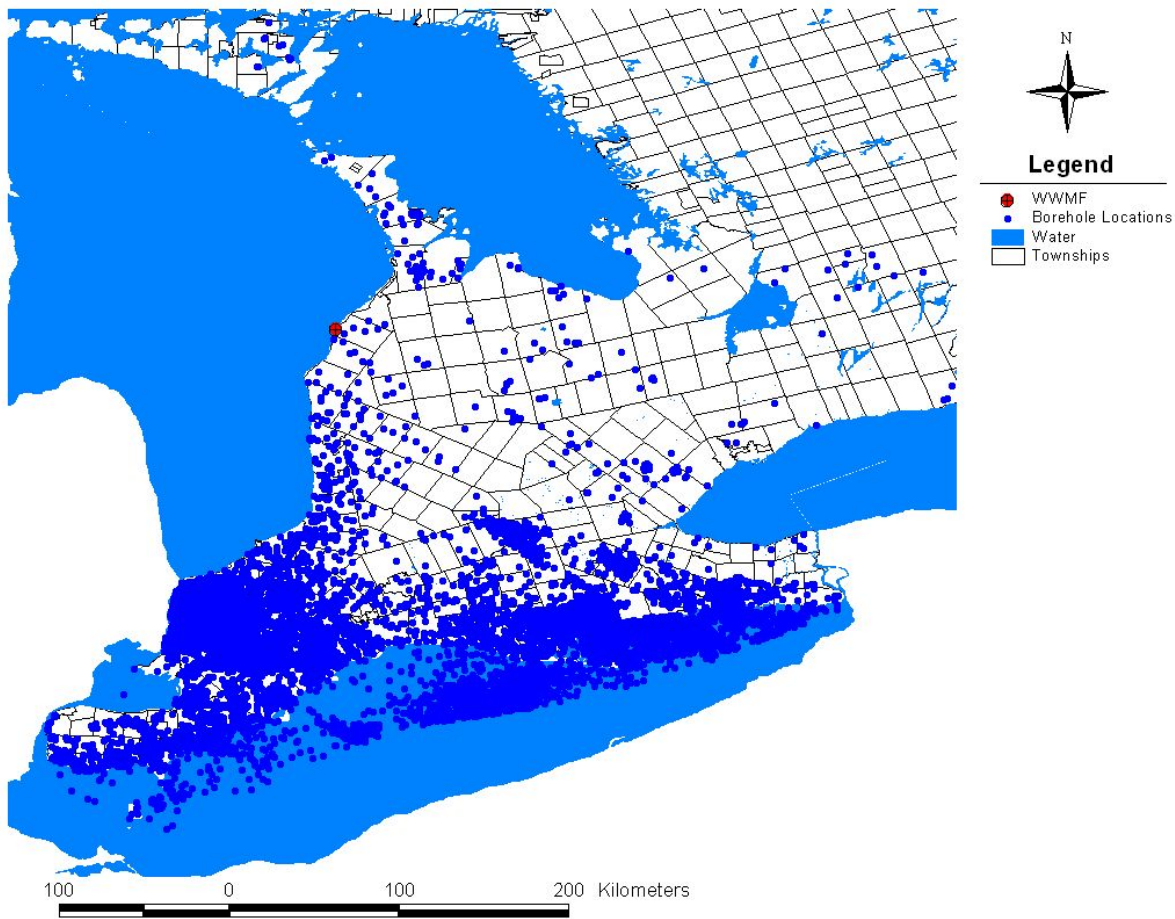 N
Legend
WWMF
Borehole Locations
Water
Townships
100 0 100 200 Kilometers